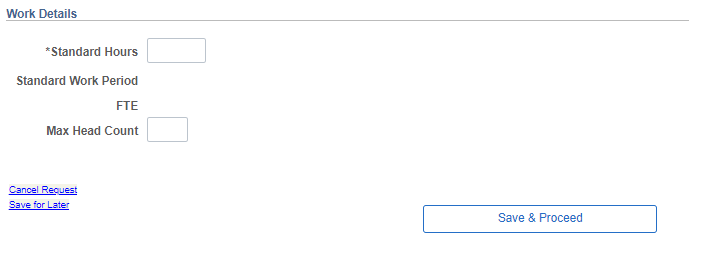 Work Details
*Standard Hours
Standard Work Period
FTE
Max Head Count
Cancel Request
Save for Later
Save & Proceed